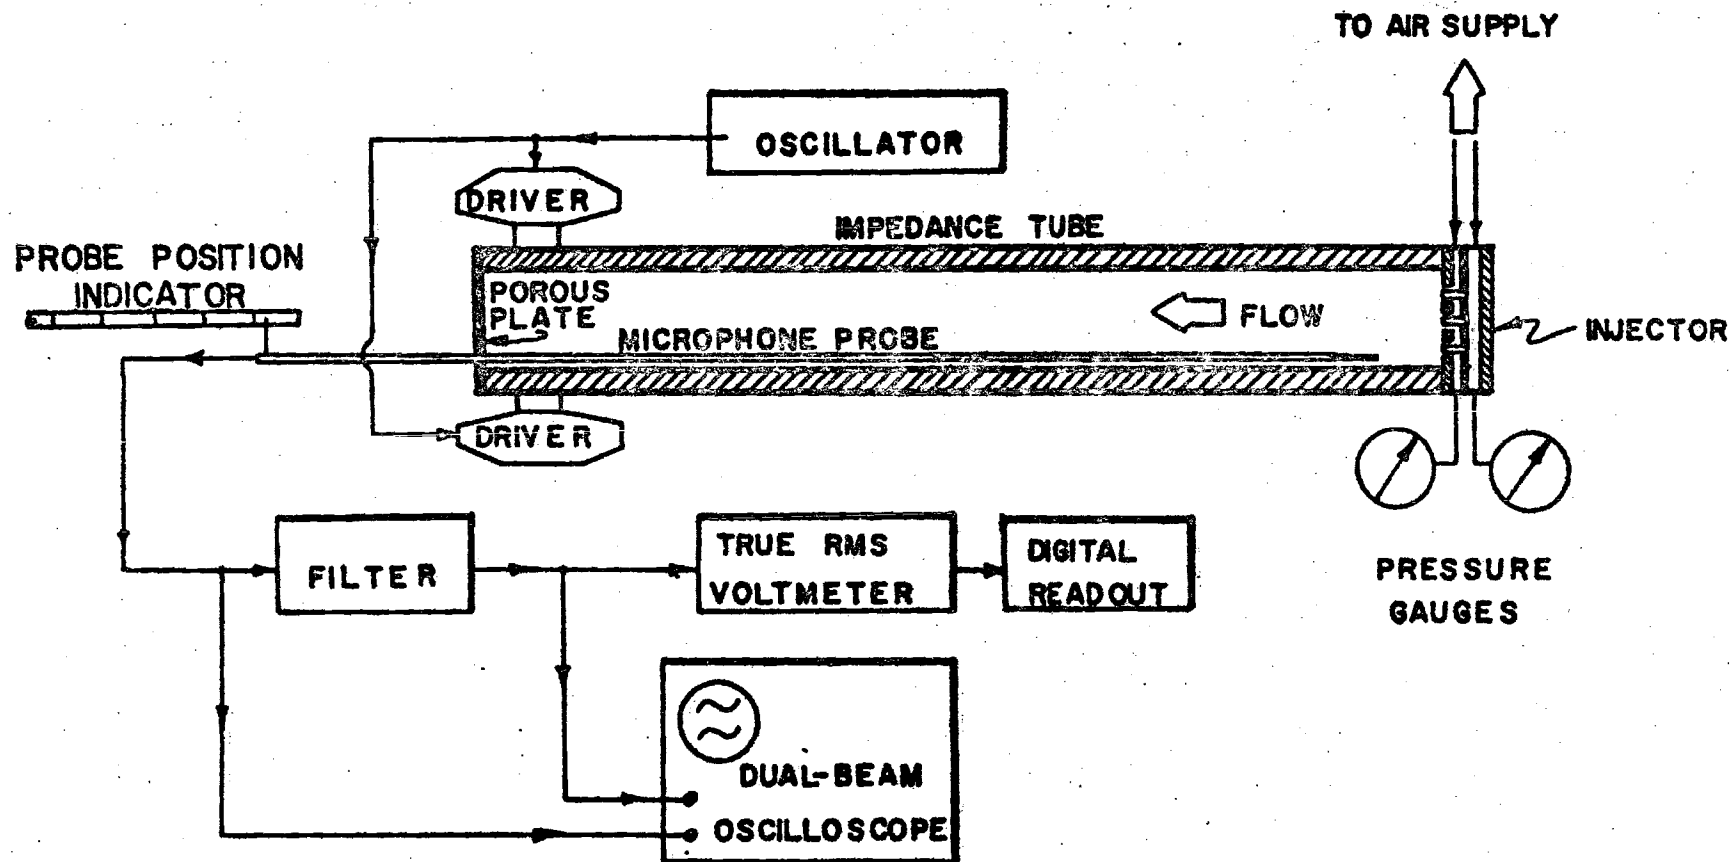 TO AIR SUPPLY
OSCILLATOR
DRIVER
IMPEDANCE TUBE
PROBE POSITION
INDICATOR
POROUS
PLATE
FLOW
MICROPHONE PROBE
INJECTOR
DRIVER
FILTER
TRUE RMS
VOLTMETER
DIGITAL
READOUT
PRESSURE
GAUGES
DUAL-BEAM
OSCILLOSCOPE